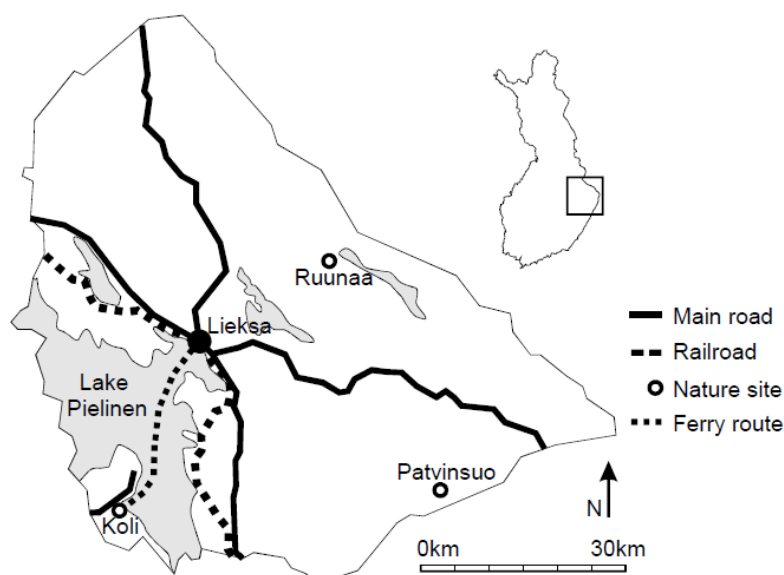 Ruunaa
Lieksa
Lake
Pielinen
Patvinsuo
Koli
Main road
Railroad
Nature site
Ferry route
N
0km 30km